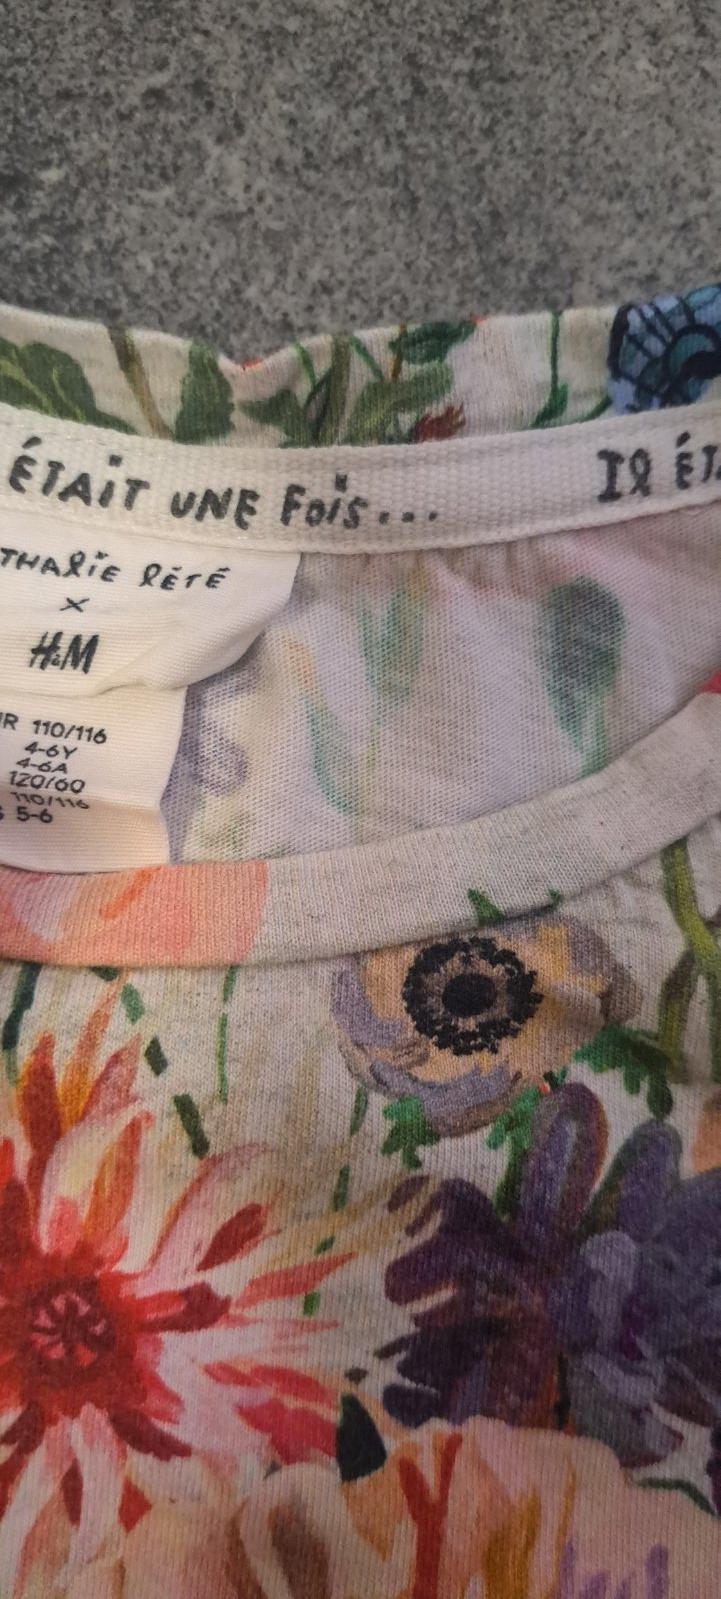 ÉTAIT UNE FOIS... Il ÉTA
THALIE LÉTÉ
X
H&M
R 110/116
4-6Y
4-6A
120/60
110/116
S 5-6